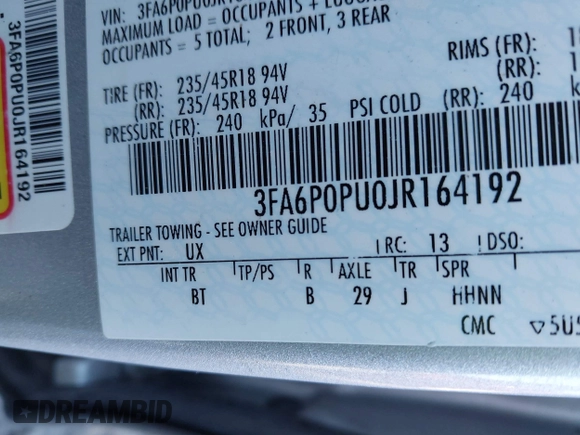 VIN: 3FA6P0PU0JR
MAXIMUM LOAD = OCCUPANTS +
OCCUPANTS = 5 TOTAL; 2 FRONT, 3 REAR
TIRE (FR): 235/45R18 94V RIMS (FR):
(RR): 235/45R18 94V (RR):
PRESSURE (FR): 240 kPa/ 35 PSI COLD (RR): 240
3FA6P0PU0JR164192
TRAILER TOWING - SEE OWNER GUIDE
EXT PNT: UX RC: 13 DSO:
INT TR TP/PS R AXLE TR SPR
BT B 29 J HHNN
CMC
3FA6P0PU0JR164192
DREAMBID